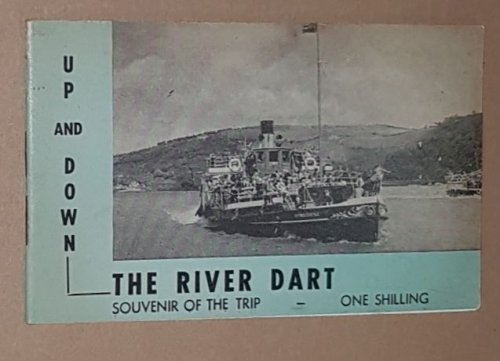 UP
AND
DOWN
THE RIVER DART
SOUVENIR OF THE TRIP – ONE SHILLING